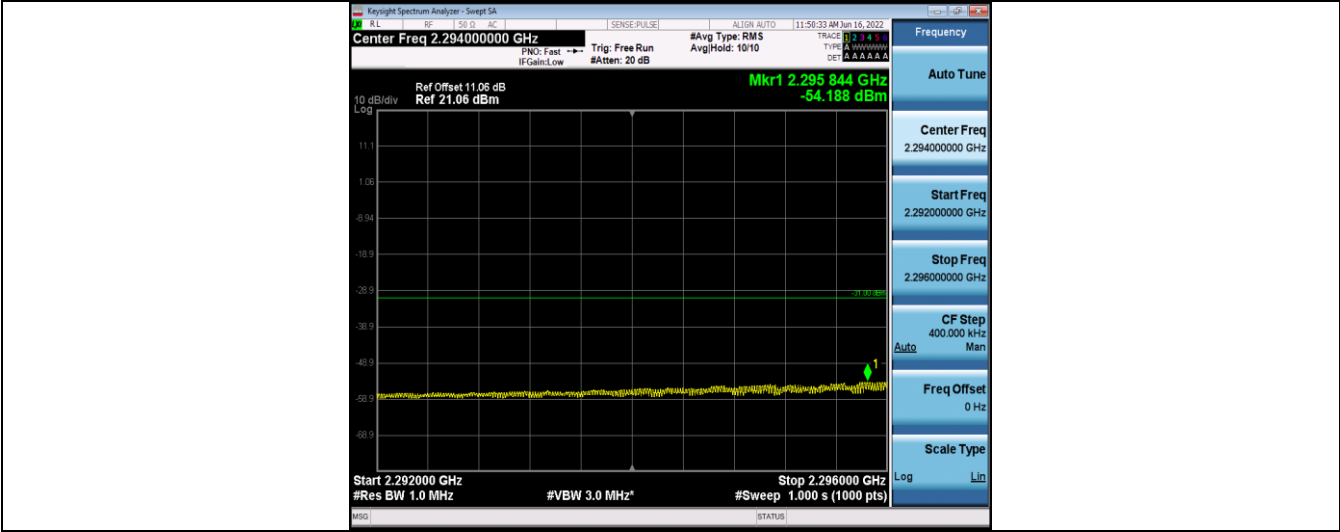 Keysight Spectrum Analyzer - Swept SA
RL RF 50 Ω AC SENSE:PULSE ALIGN AUTO 11:50:33 AM Jun 16, 2022
Center Freq 2.294000000 GHz
PNO: Fast
IFGain:Low
Trig: Free Run
#Atten: 20 dB
#Avg Type: RMS
Avg|Hold: 10/10
TRACE 1 2 3 4 5 6
TYPE A WWWWW
DET A A A A A A
Mkr1 2.295 844 GHz
-54.188 dBm
Ref Offset 11.06 dB
Ref 21.06 dBm
10 dB/div
Log
11.1
1.06
-8.94
-18.9
-28.9
-31.00 dBm
-38.9
-48.9
1
-58.9
-68.9
Start 2.292000 GHz
Stop 2.296000 GHz
#Res BW 1.0 MHz
#VBW 3.0 MHz*
#Sweep 1.000 s (1000 pts)
MSG
STATUS
Frequency
Auto Tune
Center Freq
2.294000000 GHz
Start Freq
2.292000000 GHz
Stop Freq
2.296000000 GHz
CF Step
400.000 kHz
Auto Man
Freq Offset
0 Hz
Scale Type
Log Lin